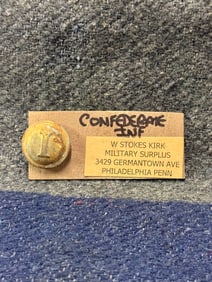 CONFEDERATE
INF
W STOKES KIRK
MILITARY SURPLUS
3429 GERMANTOWN AVE
PHILADELPHIA PENN
I